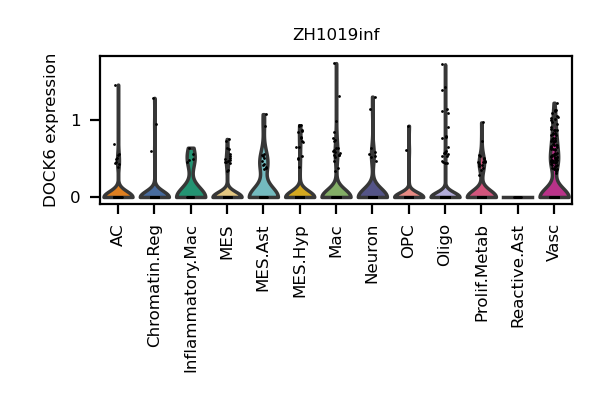 ZH1019inf
DOCK6 expression
1
0
AC
Chromatin.Reg
Inflammatory.Mac
MES
MES.Ast
MES.Hyp
Mac
Neuron
OPC
Oligo
Prolif.Metab
Reactive.Ast
Vasc